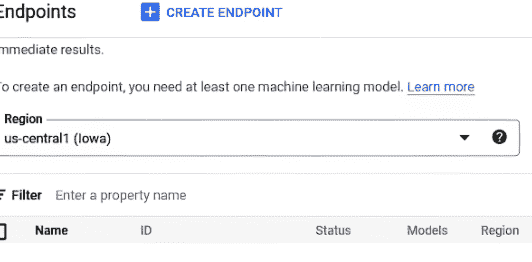 Endpoints CREATE ENDPOINT
immediate results.
To create an endpoint, you need at least one machine learning model. Learn more
Region
us-central1 (Iowa)
Filter Enter a property name
Name ID Status Models Region